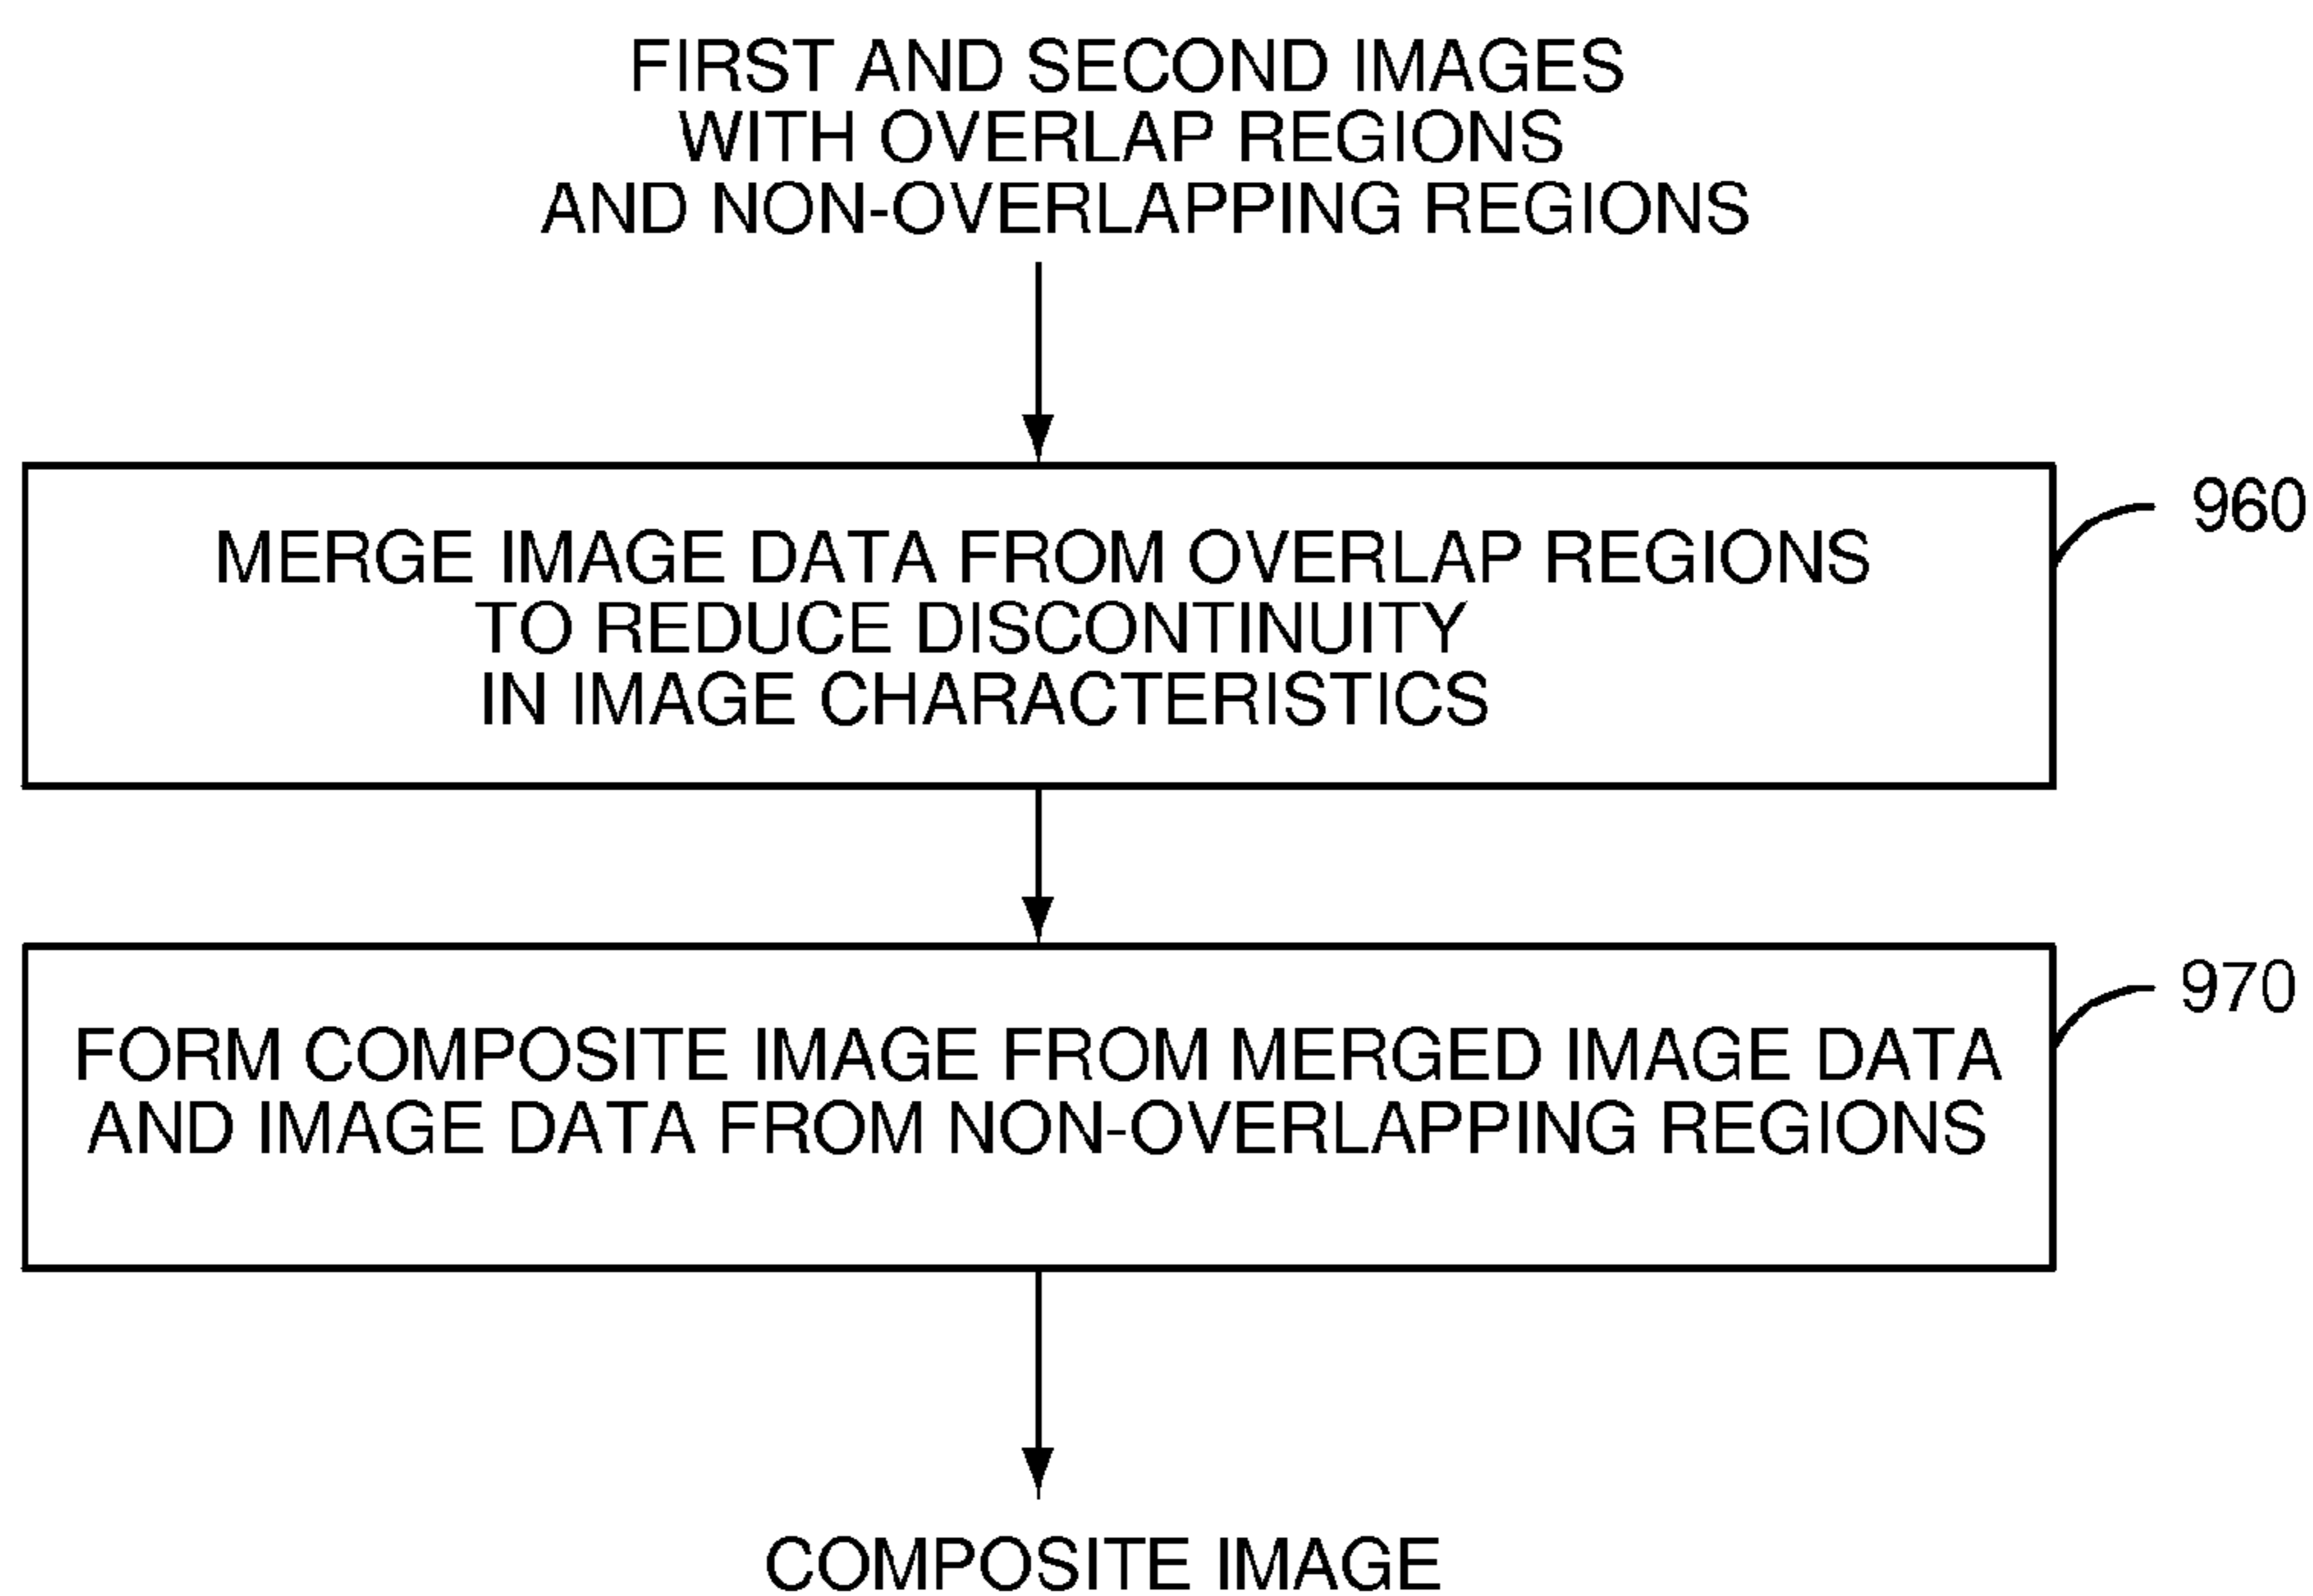 FIRST AND SECOND IMAGES
WITH OVERLAP REGIONS
AND NON-OVERLAPPING REGIONS
960
MERGE IMAGE DATA FROM OVERLAP REGIONS
TO REDUCE DISCONTINUITY
IN IMAGE CHARACTERISTICS
970
FORM COMPOSITE IMAGE FROM MERGED IMAGE DATA
AND IMAGE DATA FROM NON-OVERLAPPING REGIONS
COMPOSITE IMAGE